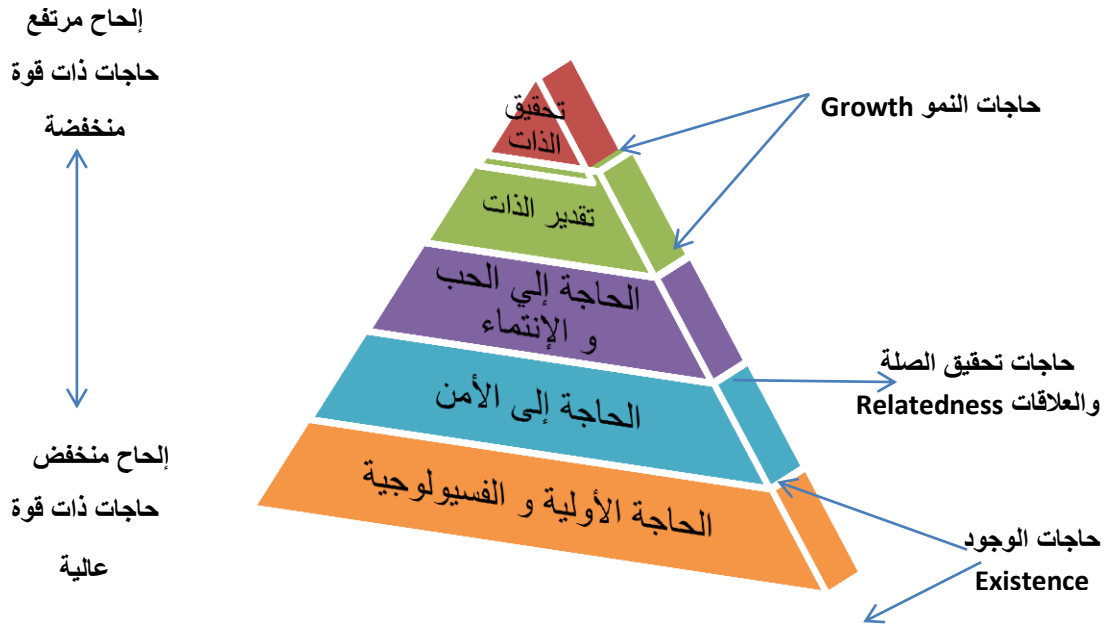 إلحاح مرتفع
حاجات ذات قوة
منخفضة
تحقيق
الذات
حاجات النمو Growth
تقدير الذات
الحاجة إلي الحب
و الإنتماء
حاجات تحقيق الصلة
والعلاقات Relatedness
الحاجة إلى الأمن
إلحاح منخفض
حاجات ذات قوة
عالية
الحاجة الأولية و الفسيولوجية
حاجات الوجود
Existence